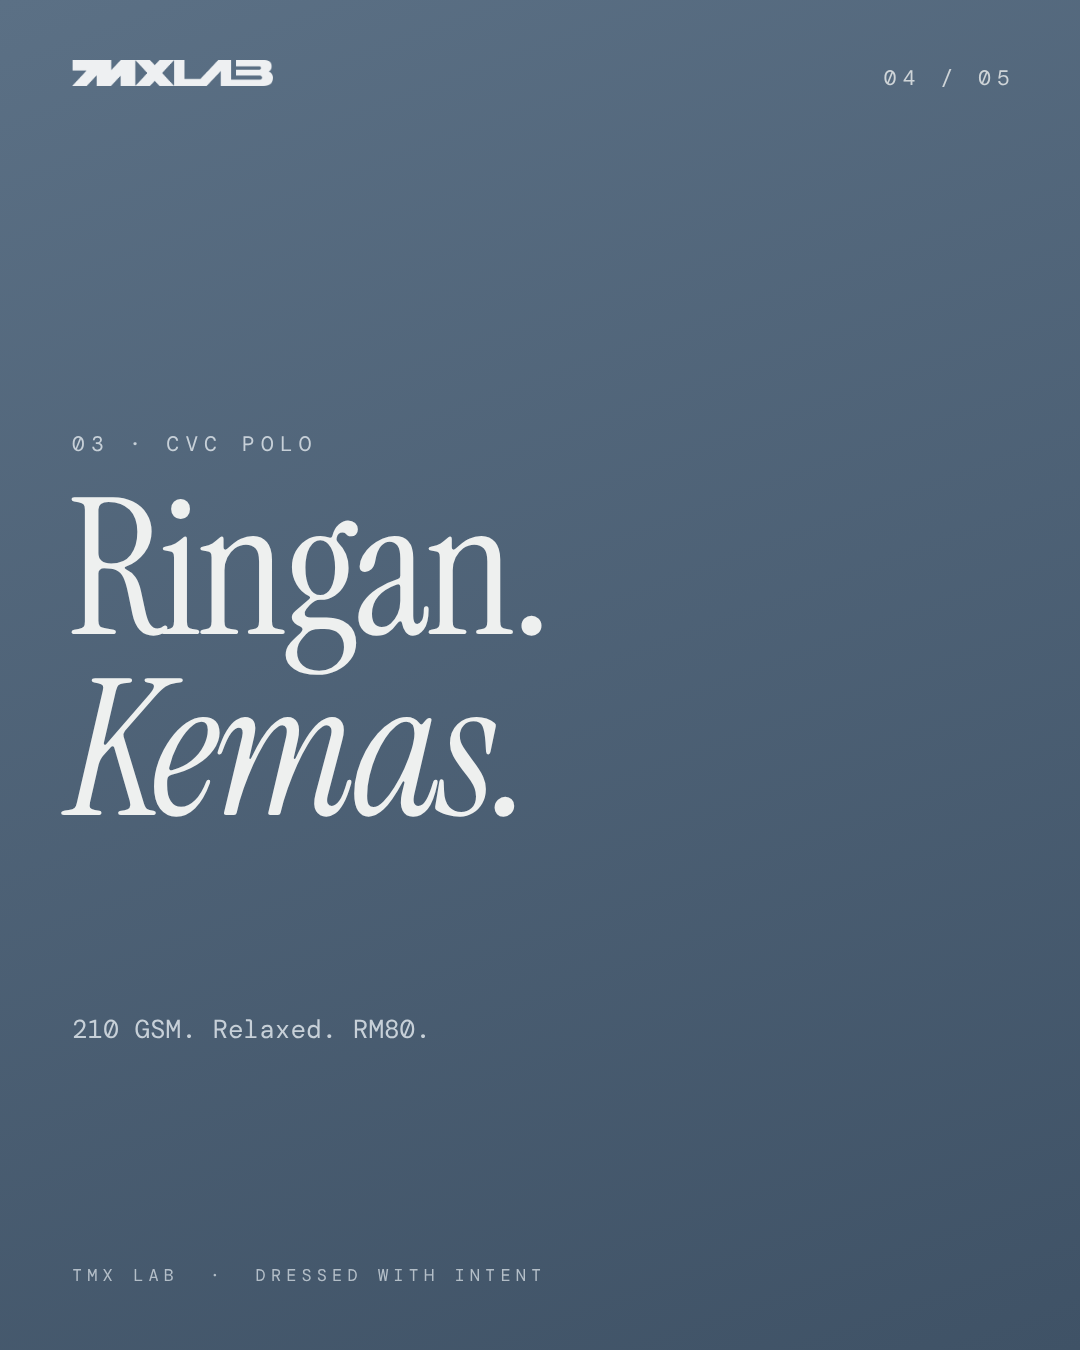 TMXLAB
04 / 05
03 · CVC POLO
Ringan.
Kemas.
210 GSM. Relaxed. RM80.
TMX LAB · DRESSED WITH INTENT